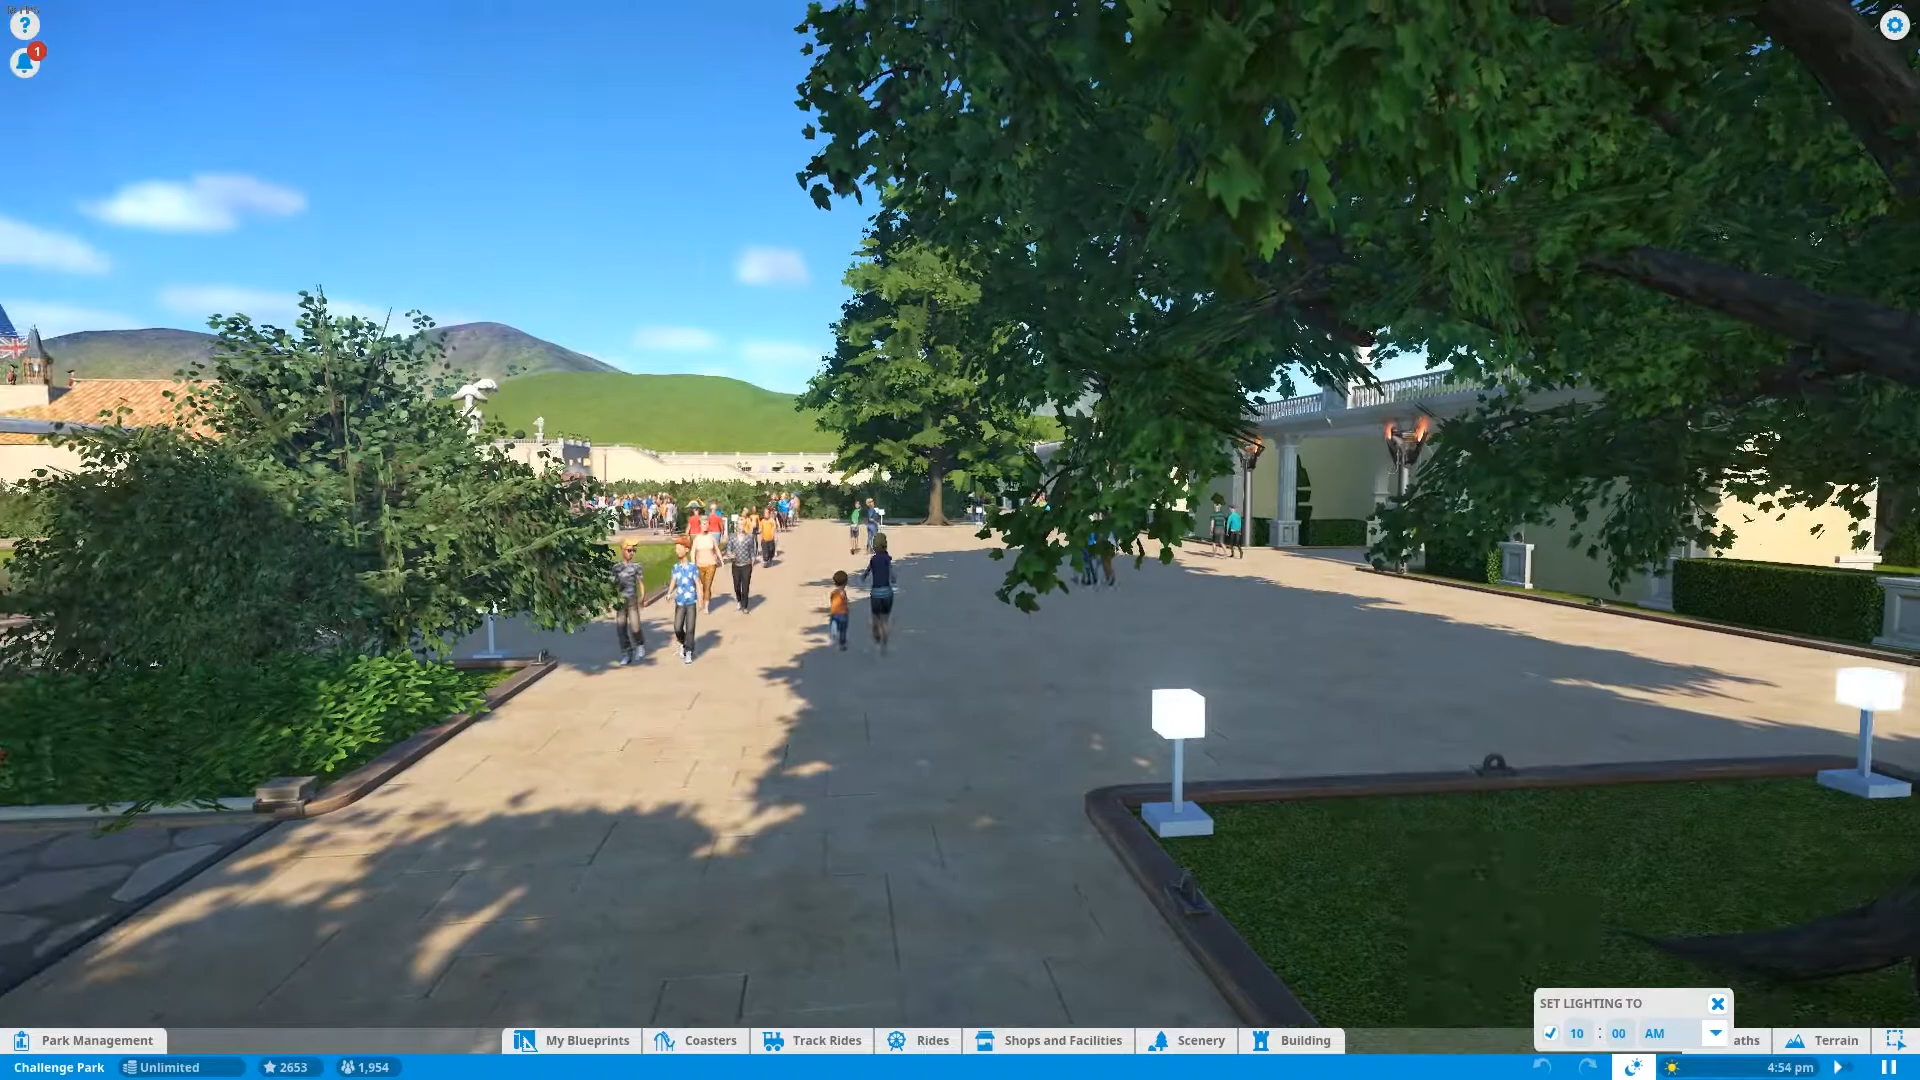 ?
1
SET LIGHTING TO
10 : 00 AM
Park Management
My Blueprints
Coasters
Track Rides
Rides
Shops and Facilities
Scenery
Building
aths
Terrain
Challenge Park
Unlimited
2653
1,954
4:54 pm